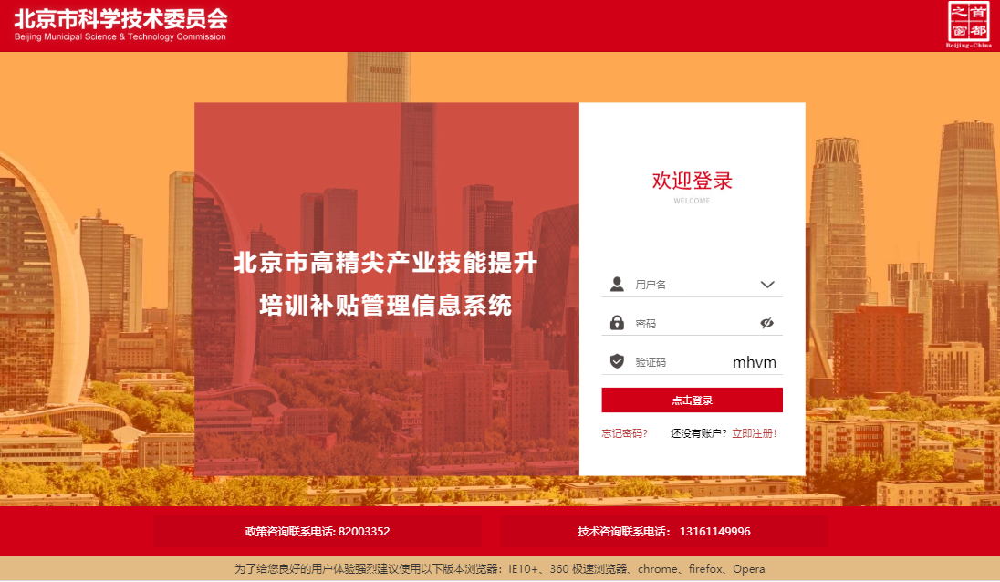 北京市科学技术委员会
Beijing Municipal Science & Technology Commission
首都之窗
Beijing-China
北京市高精尖产业技能提升
培训补贴管理信息系统
欢迎登录
WELCOME
用户名
密码
验证码 mhvm
点击登录
忘记密码? 还没有账户? 立即注册!
政策咨询联系电话: 82003352
技术咨询联系电话: 13161149996
为了给您良好的用户体验强烈建议使用以下版本浏览器: IE10+、360 极速浏览器、chrome、firefox、Opera